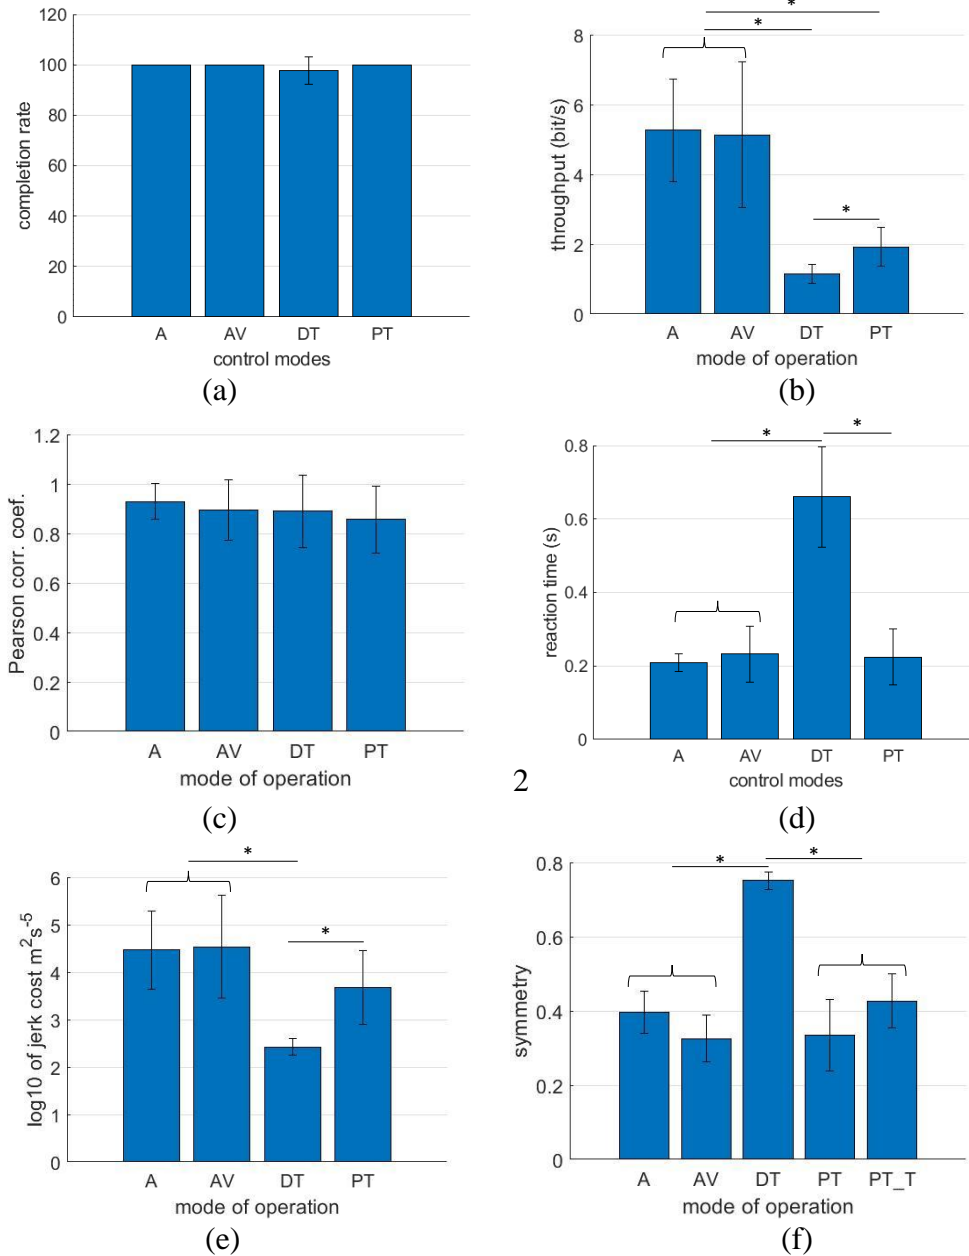 120
100
80
60
40
20
0
completion rate
A AV DT PT
control modes
(a)
* 
*
*
8
6
4
2
0
throughput (bit/s)
A AV DT PT
mode of operation
(b)
1.2
1
0.8
0.6
0.4
0.2
0
Pearson corr. coef.
A AV DT PT
mode of operation
(c)
* *
0.8
0.6
0.4
0.2
0
reaction time (s)
A AV DT PT
control modes
2
(d)
*
*
6
5
4
3
2
1
0
log10 of jerk cost m²s⁻⁵
A AV DT PT
mode of operation
(e)
* *
0.8
0.6
0.4
0.2
0
symmetry
A AV DT PT PT_T
mode of operation
(f)